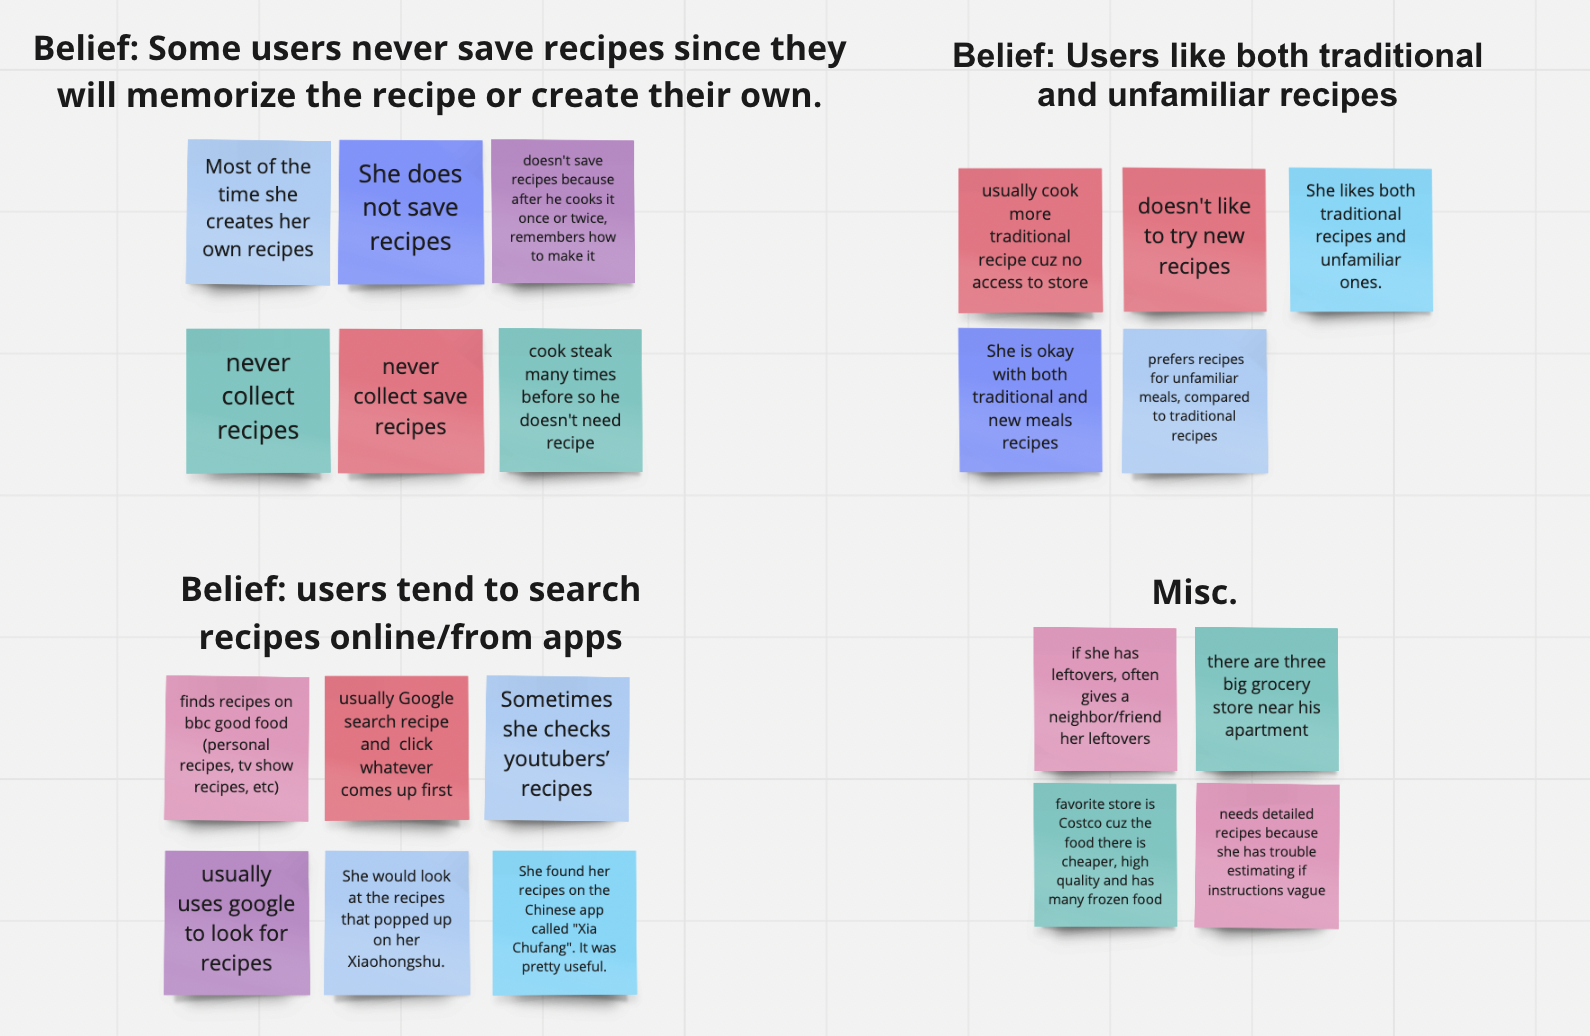 Belief: Some users never save recipes since they
will memorize the recipe or create their own.
Most of the
time she
creates her
own recipes
She does
not save
recipes
doesn't save
recipes because
after he cooks it
once or twice,
remembers how
to make it
never
collect
recipes
never
collect save
recipes
cook steak
many times
before so he
doesn't need
recipe
Belief: Users like both traditional
and unfamiliar recipes
usually cook
more
traditional
recipe cuz no
access to store
doesn't like
to try new
recipes
She likes both
traditional
recipes and
unfamiliar
ones.
She is okay
with both
traditional and
new meals
recipes
prefers recipes
for unfamiliar
meals, compared
to traditional
recipes
Belief: users tend to search
recipes online/from apps
finds recipes on
bbc good food
(personal
recipes, tv show
recipes, etc)
usually Google
search recipe
and click
whatever
comes up first
Sometimes
she checks
youtubers’
recipes
usually
uses google
to look for
recipes
She would look
at the recipes
that popped up
on her
Xiaohongshu.
She found her
recipes on the
Chinese app
called "Xia
Chufang". It was
pretty useful.
Misc.
if she has
leftovers, often
gives a
neighbor/friend
her leftovers
there are three
big grocery
store near his
apartment
favorite store is
Costco cuz the
food there is
cheaper, high
quality and has
many frozen food
needs detailed
recipes because
she has trouble
estimating if
instructions vague